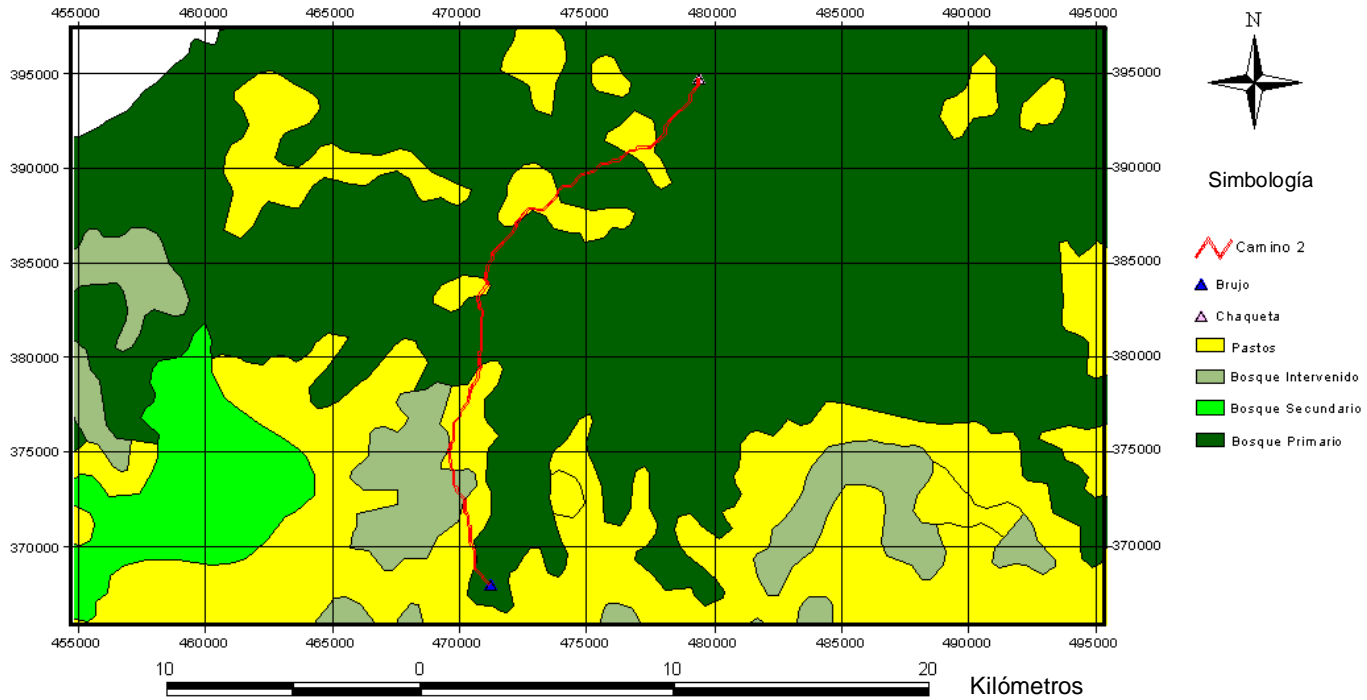 455000 460000 465000 470000 475000 480000 485000 490000 495000
N
395000 395000
390000 390000
Simbología
385000 385000
Camino 2
Brujo
Chaqueta
380000 380000
Pastos
Bosque Intervenido
Bosque Secundario
375000 375000
Bosque Primario
370000 370000
455000 460000 465000 470000 475000 480000 485000 490000 495000
10 0 10 20
Kilómetros